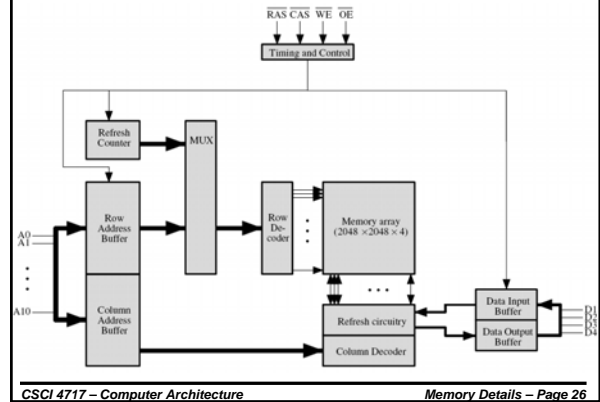 RAS CAS WE OE
Timing and Control
Refresh
Counter
MUX
Row
Address
Buffer
Row
De-
coder
Memory array
(2048 ×2048 × 4)
A0
A1
A10
Column
Address
Buffer
Refresh circuitry
Column Decoder
Data Input
Buffer
Data Output
Buffer
D1
D2
D3
D4
CSCI 4717 – Computer Architecture
Memory Details – Page 26